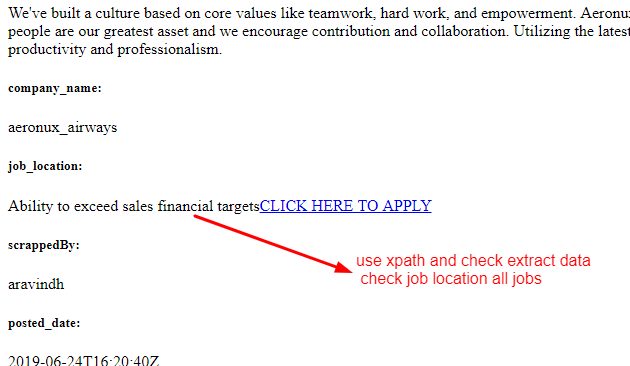 We've built a culture based on core values like teamwork, hard work, and empowerment. Aeronu
people are our greatest asset and we encourage contribution and collaboration. Utilizing the latest
productivity and professionalism.
company_name:
aeronux_airways
job_location:
Ability to exceed sales financial targetsCLICK HERE TO APPLY
use xpath and check extract data
check job location all jobs
scrappedBy:
aravindh
posted_date:
2019-06-24T16:20:40Z